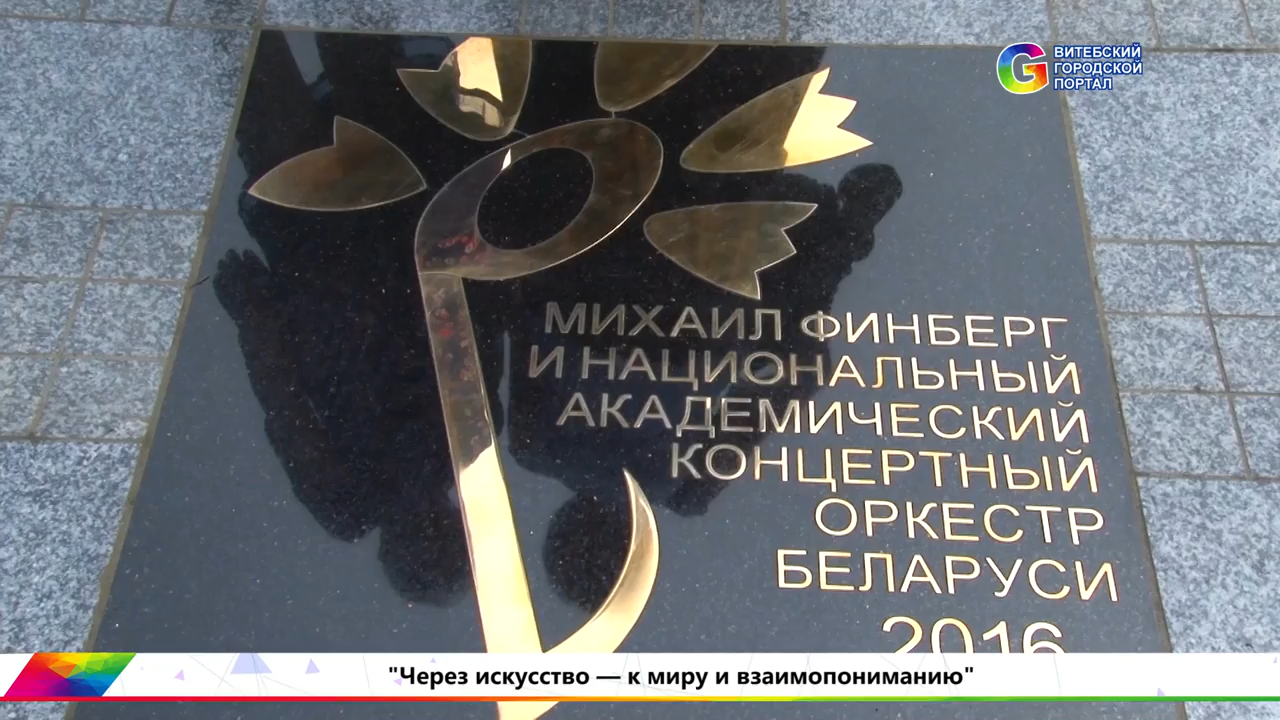 ВИТЕБСКИЙ
ГОРОДСКОЙ
ПОРТАЛ
МИХАИЛ ФИНБЕРГ
И НАЦИОНАЛЬНЫЙ
АКАДЕМИЧЕСКИЙ
КОНЦЕРТНЫЙ
ОРКЕСТР
БЕЛАРУСИ
2016
"Через искусство — к миру и взаимопониманию"